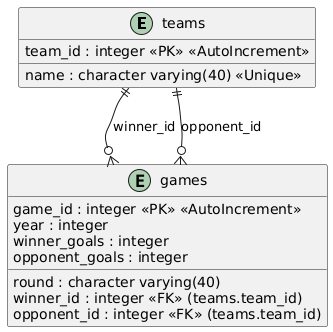 E teams
team_id : integer «PK» «AutoIncrement»
name : character varying(40) «Unique»
winner_id opponent_id
E games
game_id : integer «PK» «AutoIncrement»
year : integer
winner_goals : integer
opponent_goals : integer
round : character varying(40)
winner_id : integer «FK» (teams.team_id)
opponent_id : integer «FK» (teams.team_id)